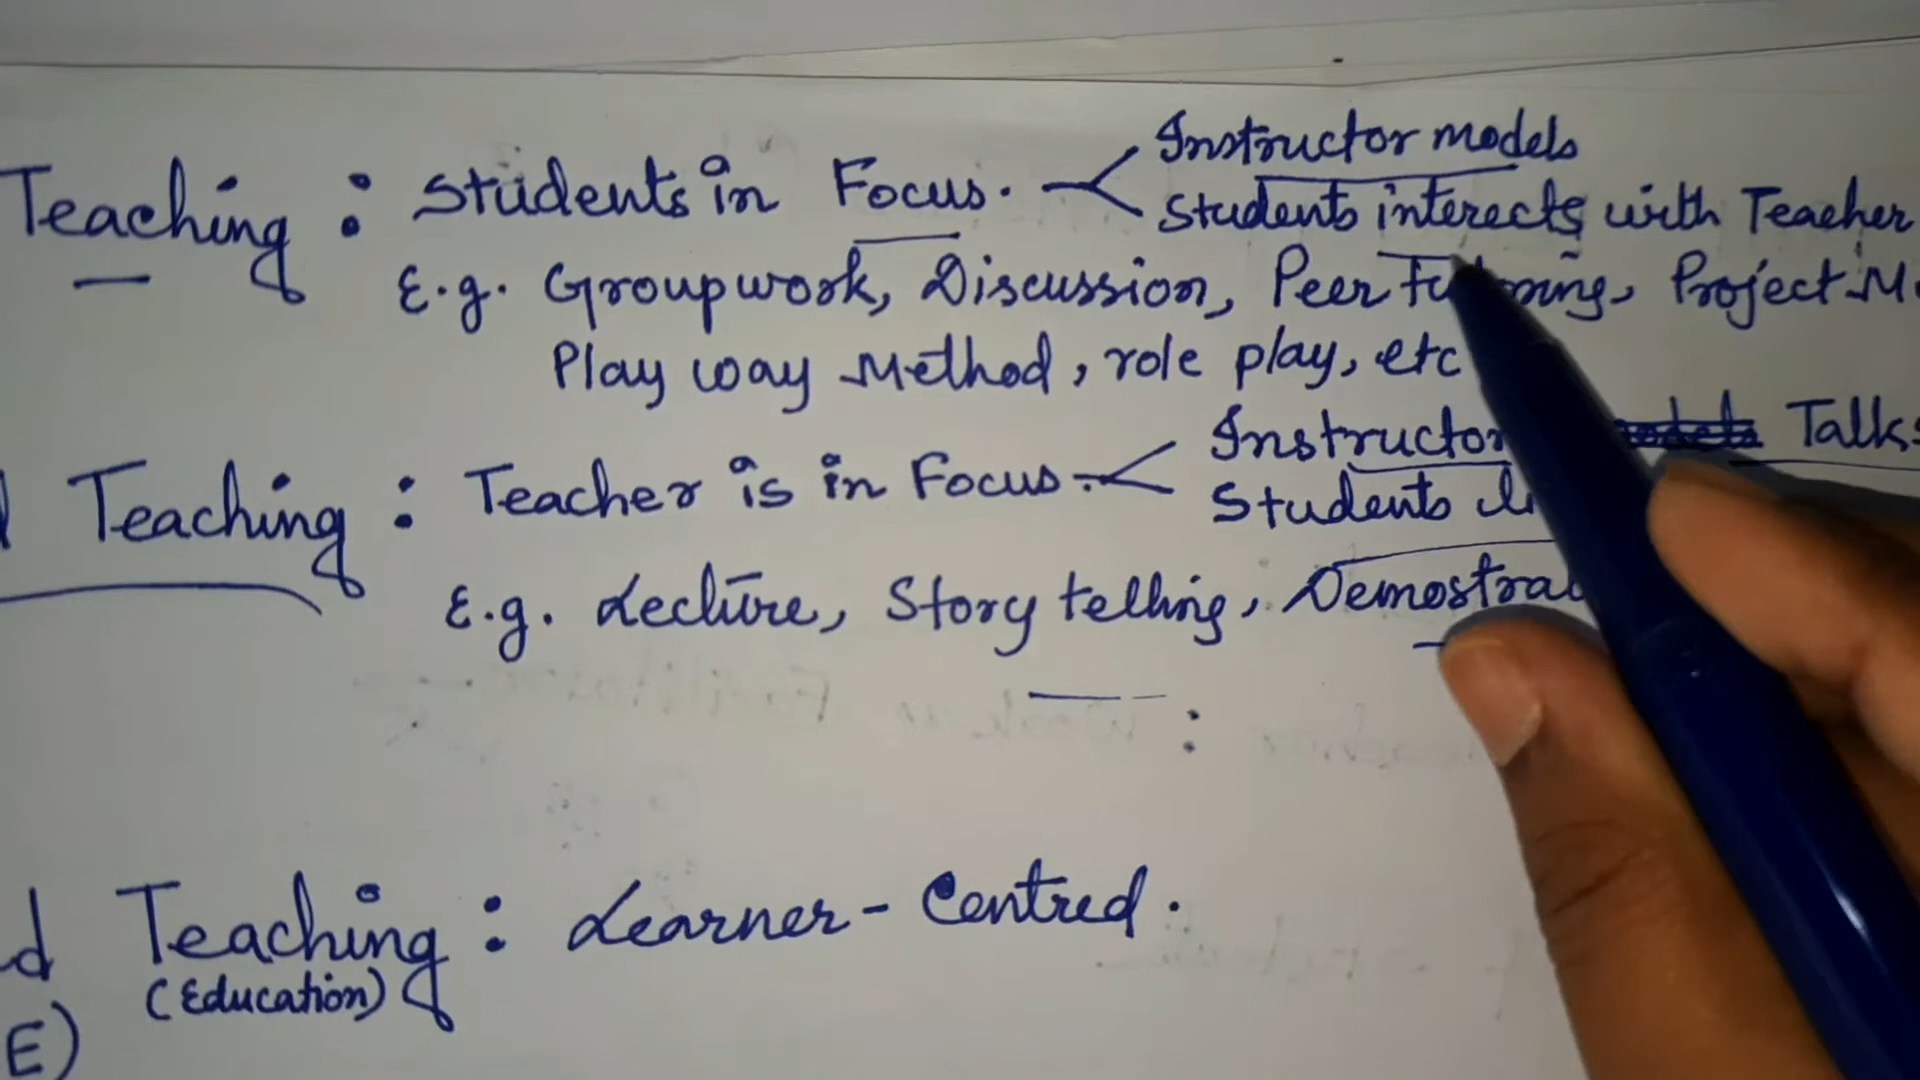 Instructor models
Teaching : Students in Focus.
Students interects with Teacher
E.g. Groupwork, Discussion, Peer Project
Play way Method, role play, etc
Instructor Talks
Teaching : Teacher is in Focus.
Students
E.g. Lecture, Story telling,
Teaching : Learner-Centred.
(Education)
E)